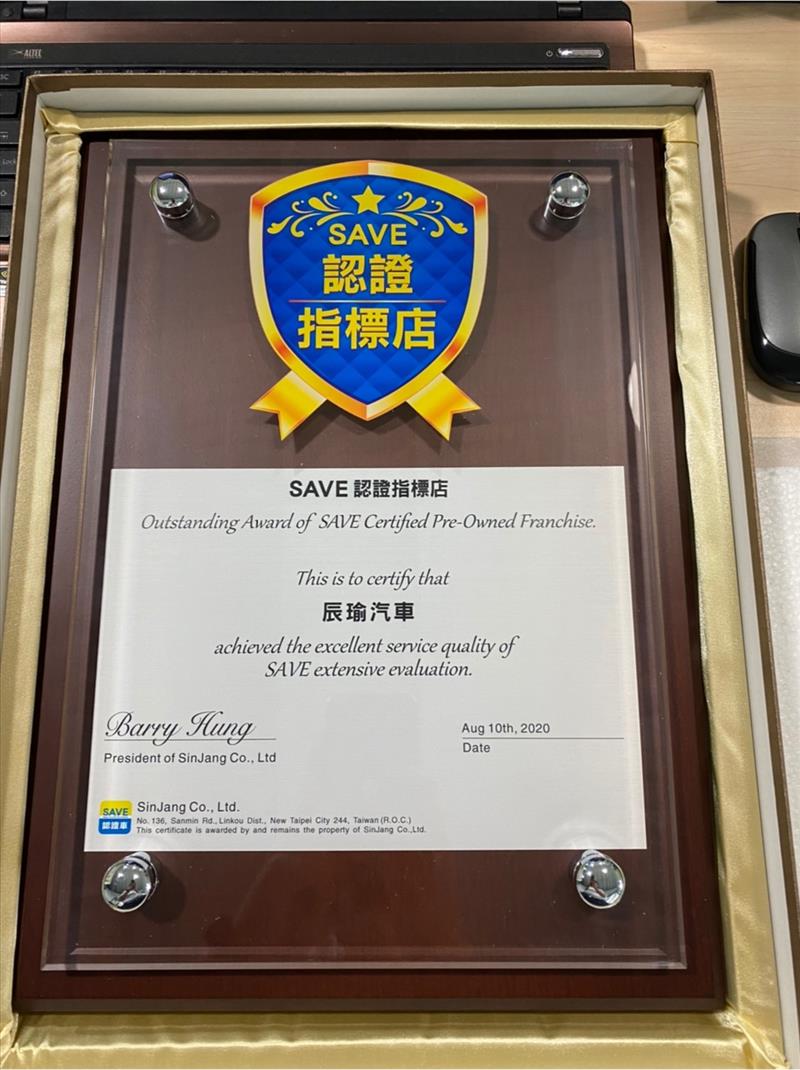 ALTEC
SAVE
認證
指標店
SAVE 認證指標店
Outstanding Award of SAVE Certified Pre-Owned Franchise.
This is to certify that
辰瑜汽車
achieved the excellent service quality of
SAVE extensive evaluation.
Barry Hung
President of SinJang Co., Ltd
Aug 10th, 2020
Date
SAVE
認證車
SinJang Co., Ltd.
No. 136, Sanmin Rd., Linkou Dist., New Taipei City 244, Taiwan (R.O.C.)
This certificate is awarded by and remains the property of SinJang Co.,Ltd.